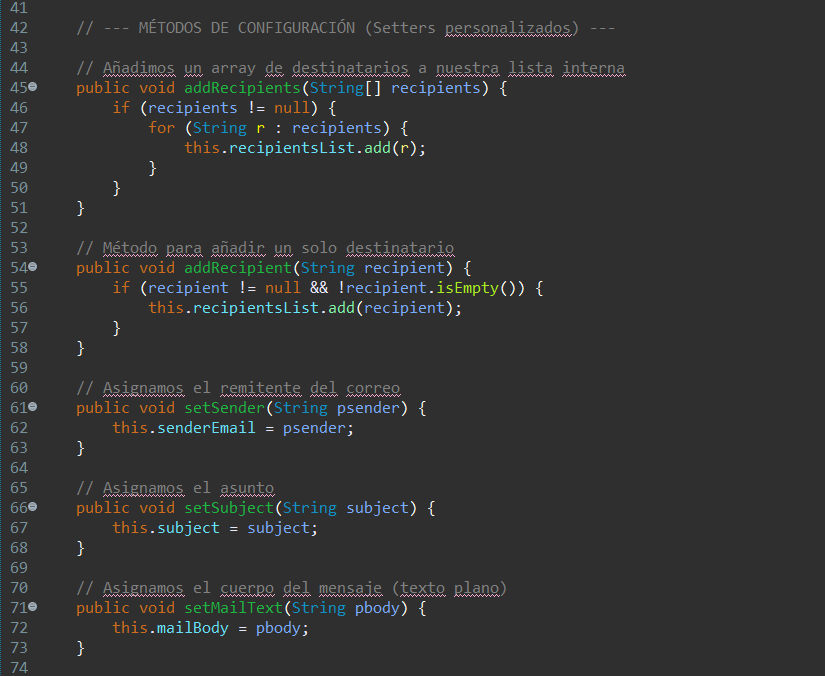 41
42 // --- MÉTODOS DE CONFIGURACIÓN (Setters personalizados) ---
43
44 // Añadimos un array de destinatarios a nuestra lista interna
45 public void addRecipients(String[] recipients) {
46 if (recipients != null) {
47 for (String r : recipients) {
48 this.recipientsList.add(r);
49 }
50 }
51 }
52
53 // Método para añadir un solo destinatario
54 public void addRecipient(String recipient) {
55 if (recipient != null && !recipient.isEmpty()) {
56 this.recipientsList.add(recipient);
57 }
58 }
59
60 // Asignamos el remitente del correo
61 public void setSender(String psender) {
62 this.senderEmail = psender;
63 }
64
65 // Asignamos el asunto
66 public void setSubject(String subject) {
67 this.subject = subject;
68 }
69
70 // Asignamos el cuerpo del mensaje (texto plano)
71 public void setMailText(String pbody) {
72 this.mailBody = pbody;
73 }
74